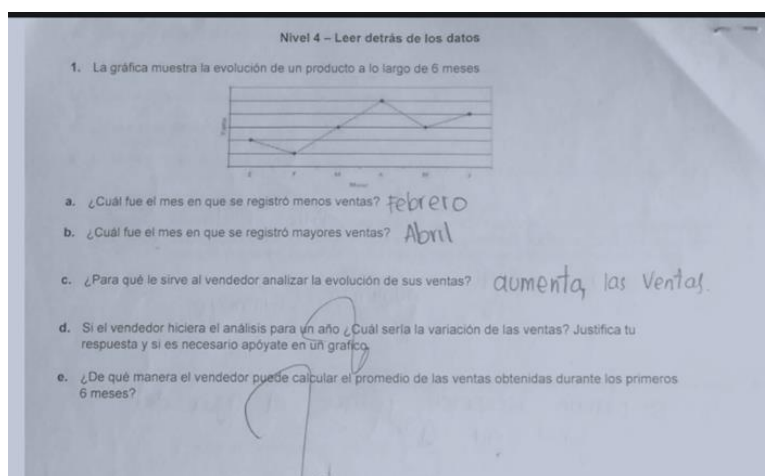 Nivel 4 – Leer detrás de los datos
1. La gráfica muestra la evolución de un producto a lo largo de 6 meses
E F M A M J
a. ¿Cuál fue el mes en que se registró menos ventas? Febrero
b. ¿Cuál fue el mes en que se registró mayores ventas? Abril
c. ¿Para qué le sirve al vendedor analizar la evolución de sus ventas? aumenta las ventas.
d. Si el vendedor hiciera el análisis para un año ¿Cuál sería la variación de las ventas? Justifica tu
respuesta y si es necesario apóyate en un grafico.
e. ¿De qué manera el vendedor puede calcular el promedio de las ventas obtenidas durante los primeros
6 meses?